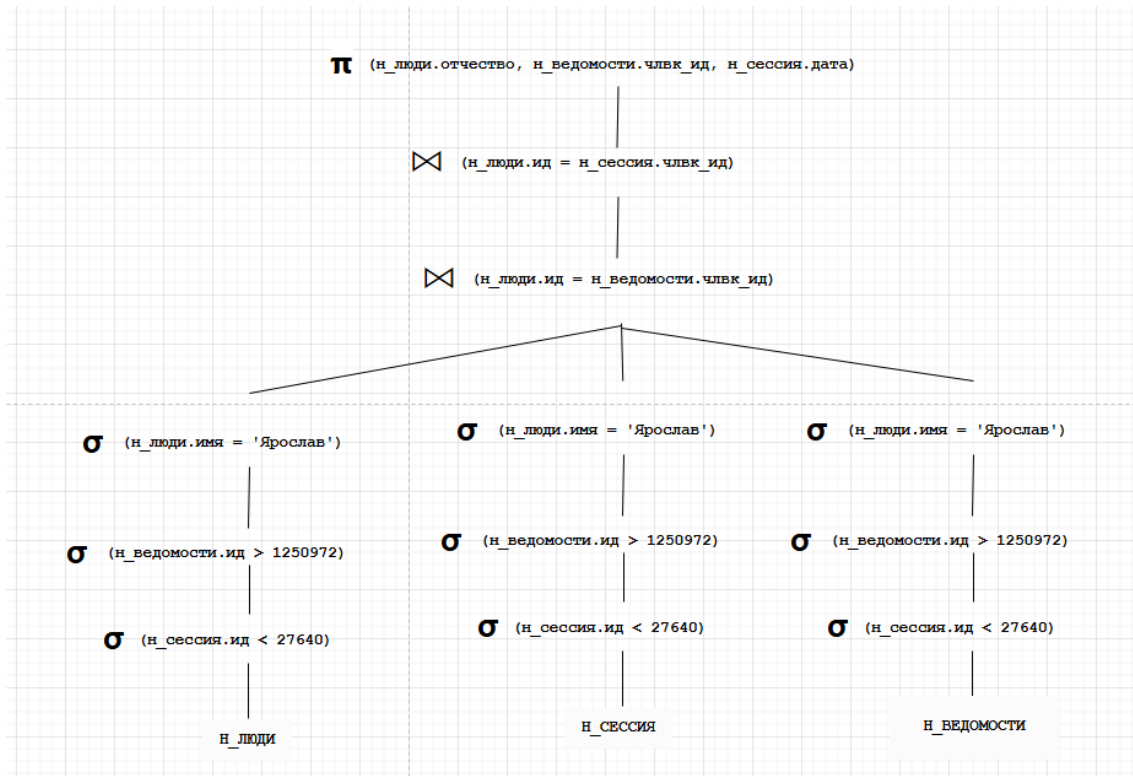 π (н_люди.отчество, н_ведомости.члвк_ид, н_сессия.дата)
⋈ (н_люди.ид = н_сессия.члвк_ид)
⋈ (н_люди.ид = н_ведомости.члвк_ид)
σ (н_люди.имя = 'Ярослав')
σ (н_ведомости.ид > 1250972)
σ (н_сессия.ид < 27640)
Н_ЛЮДИ
σ (н_люди.имя = 'Ярослав')
σ (н_ведомости.ид > 1250972)
σ (н_сессия.ид < 27640)
Н_СЕССИЯ
σ (н_люди.имя = 'Ярослав')
σ (н_ведомости.ид > 1250972)
σ (н_сессия.ид < 27640)
Н_ВЕДОМОСТИ